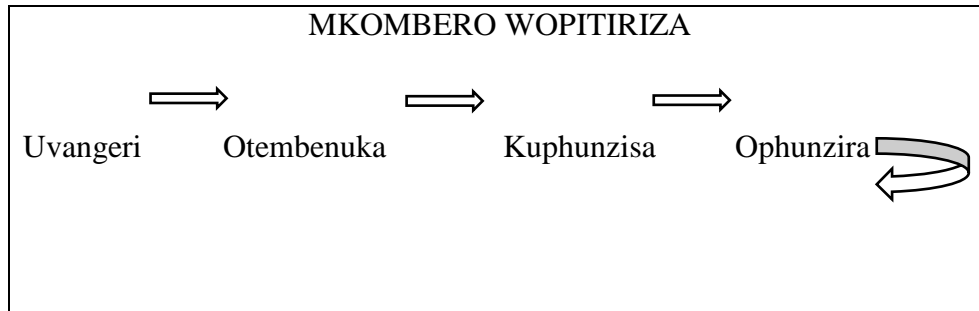 MKOMBERO WOPITIRIZA
Uvangeri Otembenuka Kuphunzisa Ophunzira